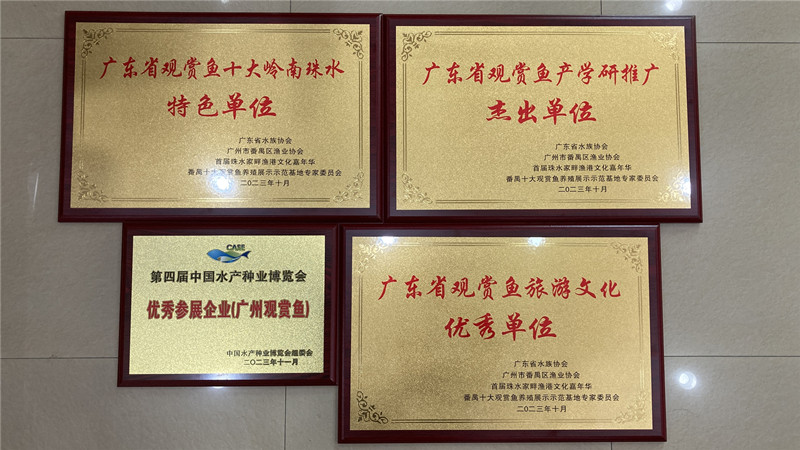 广东省观赏鱼十大岭南珠水
特色单位
广东省水族协会
广州市番禺区渔业协会
首届珠水家畔渔港文化嘉年华
番禺十大观赏鱼养殖展示示范基地专家委员会
二〇二三年十月
广东省观赏鱼产学研推广
杰出单位
广东省水族协会
广州市番禺区渔业协会
首届珠水家畔渔港文化嘉年华
番禺十大观赏鱼养殖展示示范基地专家委员会
二〇二三年十月
CASE
第四届中国水产种业博览会
优秀参展企业(广州观赏鱼)
中国水产种业博览会组委会
二〇二三年十一月
广东省观赏鱼旅游文化
优秀单位
广东省水族协会
广州市番禺区渔业协会
首届珠水家畔渔港文化嘉年华
番禺十大观赏鱼养殖展示示范基地专家委员会
二〇二三年十月